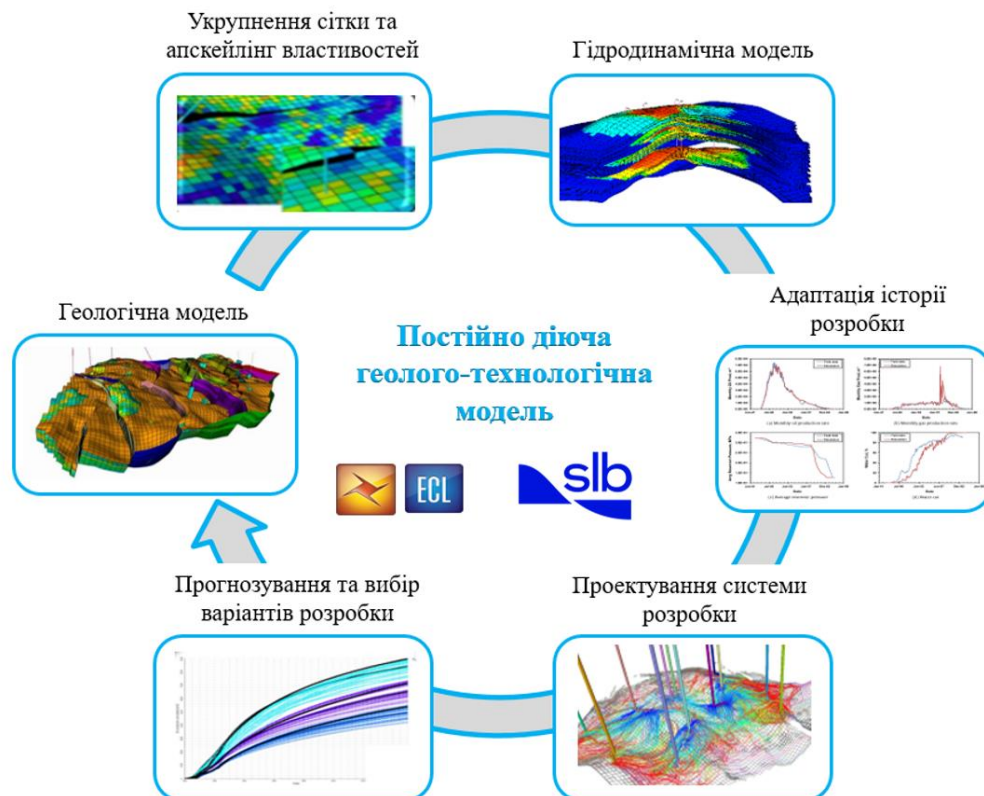 Укрупнення сітки та
апскейлінг властивостей
Гідродинамічна модель
Геологічна модель
Адаптація історії
розробки
Постійно діюча
геолого-технологічна
модель
ECL
slb
Прогнозування та вибір
варіантів розробки
Проектування системи
розробки